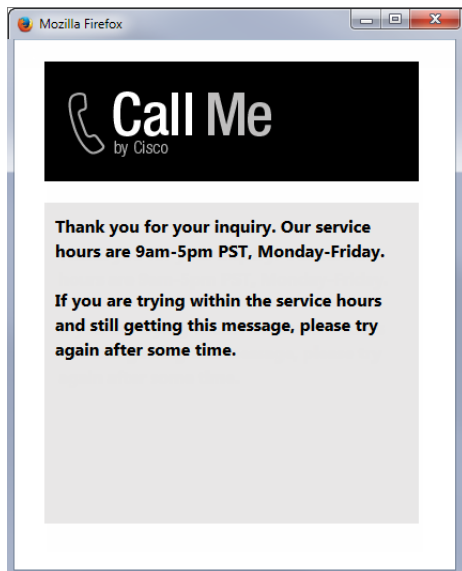 Mozilla Firefox
Call Me
by Cisco
Thank you for your inquiry. Our service
hours are 9am-5pm PST, Monday-Friday.
If you are trying within the service hours
and still getting this message, please try
again after some time.